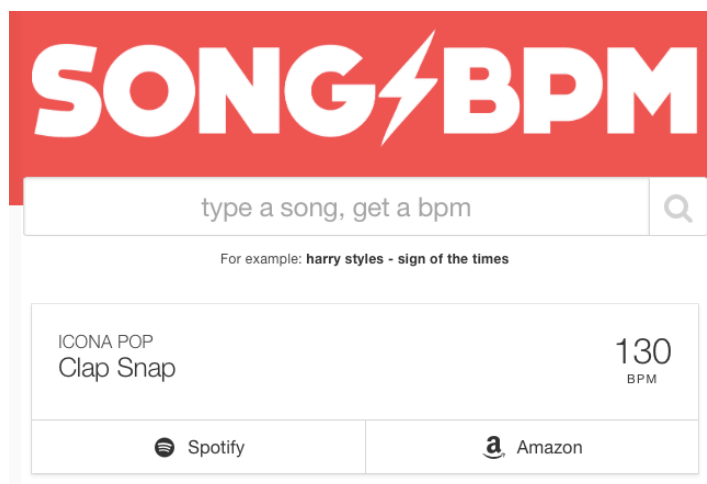 SONG BPM
type a song, get a bpm
For example: harry styles - sign of the times
ICONA POP
Clap Snap
130
BPM
Spotify
Amazon